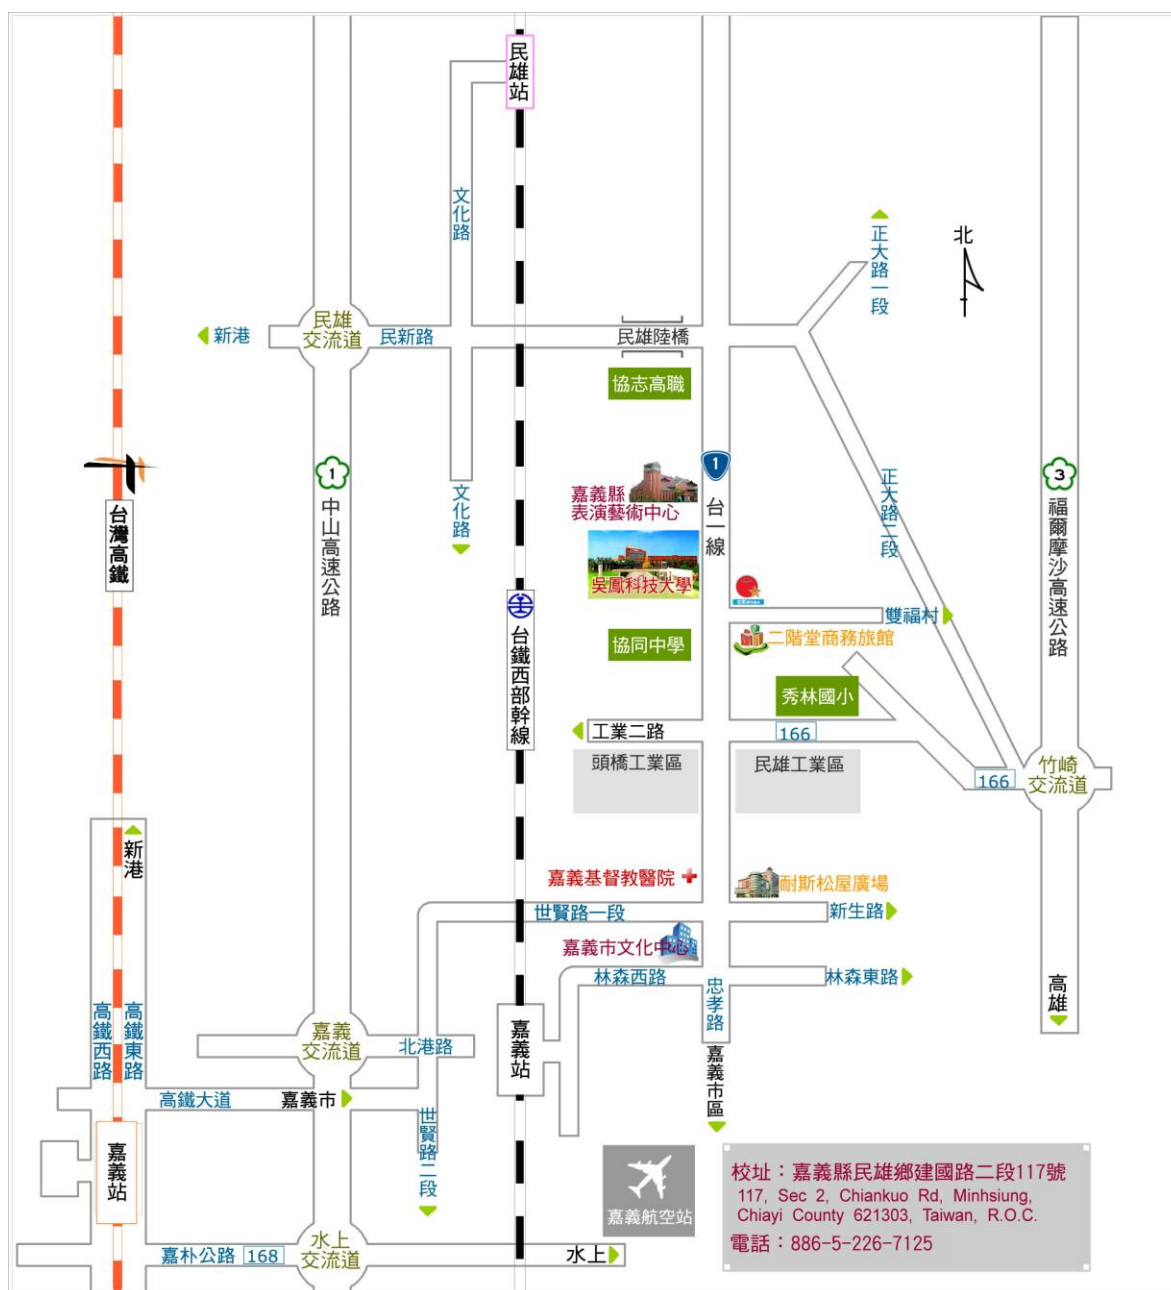 民雄站
文化路
正大路一段
北
新港
民雄
交流道
民新路
民雄陸橋
協志高職
1
中山高速公路
台灣高鐵
文化路
嘉義縣
表演藝術中心
吳鳳科技大學
1
台一線
正大路二段
3
福爾摩沙高速公路
台鐵西部幹線
雙福村
協同中學
二階堂商務旅館
秀林國小
工業二路
166
頭橋工業區
民雄工業區
166
竹崎
交流道
新港
嘉義基督教醫院
耐斯松屋廣場
世賢路一段
新生路
嘉義市文化中心
林森西路
林森東路
忠孝路
高雄
高鐵西路
高鐵東路
嘉義
交流道
北港路
嘉義站
嘉義市區
高鐵大道
嘉義市
世賢路二段
嘉義站
嘉義航空站
校址：嘉義縣民雄鄉建國路二段117號
117, Sec 2, Chiankuo Rd, Minhsiung,
Chiayi County 621303, Taiwan, R.O.C.
電話：886-5-226-7125
嘉朴公路
168
水上
交流道
水上